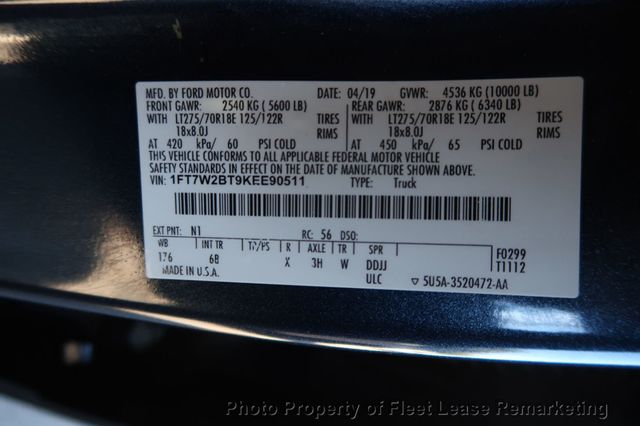 MFD. BY FORD MOTOR CO. 04/19 GVWR: 4536 KG (10000 LB)
FRONT GAWR: 2540 KG (5600 LB) REAR GAWR: 2876 KG (6340 LB)
WITH LT275/70R18E 125/122R TIRES WITH LT275/70R18E 125/122R TIRES
18x8.0J RIMS 18x8.0J RIMS
AT 420 kPa/ 60 PSI COLD AT 450 kPa/ 65 PSI COLD
THIS VEHICLE CONFORMS TO ALL APPLICABLE FEDERAL MOTOR VEHICLE
SAFETY STANDARDS IN EFFECT ON THE DATE OF MANUFACTURE SHOWN ABOVE.
VIN: 1FT7W2BT9KEE90511 TYPE: Truck
EXT PNT: N1 RC: 56 DSO:
WB INT TR TP/PS R AXLE TR SPR F0299
176 6B X 3H W DDJJ T1112
MADE IN U.S.A. ULC ▽ 5U5A-3520472-AA
Photo Property of Fleet Lease Remarketing